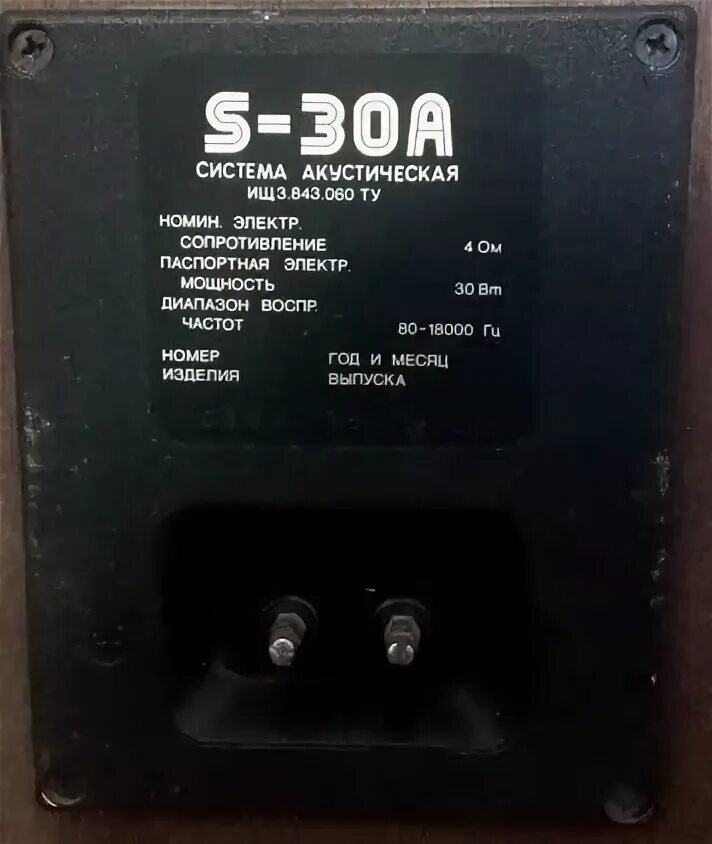 S-30A
СИСТЕМА АКУСТИЧЕСКАЯ
ИЩ3.843.060 ТУ
НОМИН. ЭЛЕКТР.
СОПРОТИВЛЕНИЕ 4 Ом
ПАСПОРТНАЯ ЭЛЕКТР.
МОЩНОСТЬ 30 Вт
ДИАПАЗОН ВОСПР.
ЧАСТОТ 80-18000 Гц
НОМЕР ГОД И МЕСЯЦ
ИЗДЕЛИЯ ВЫПУСКА